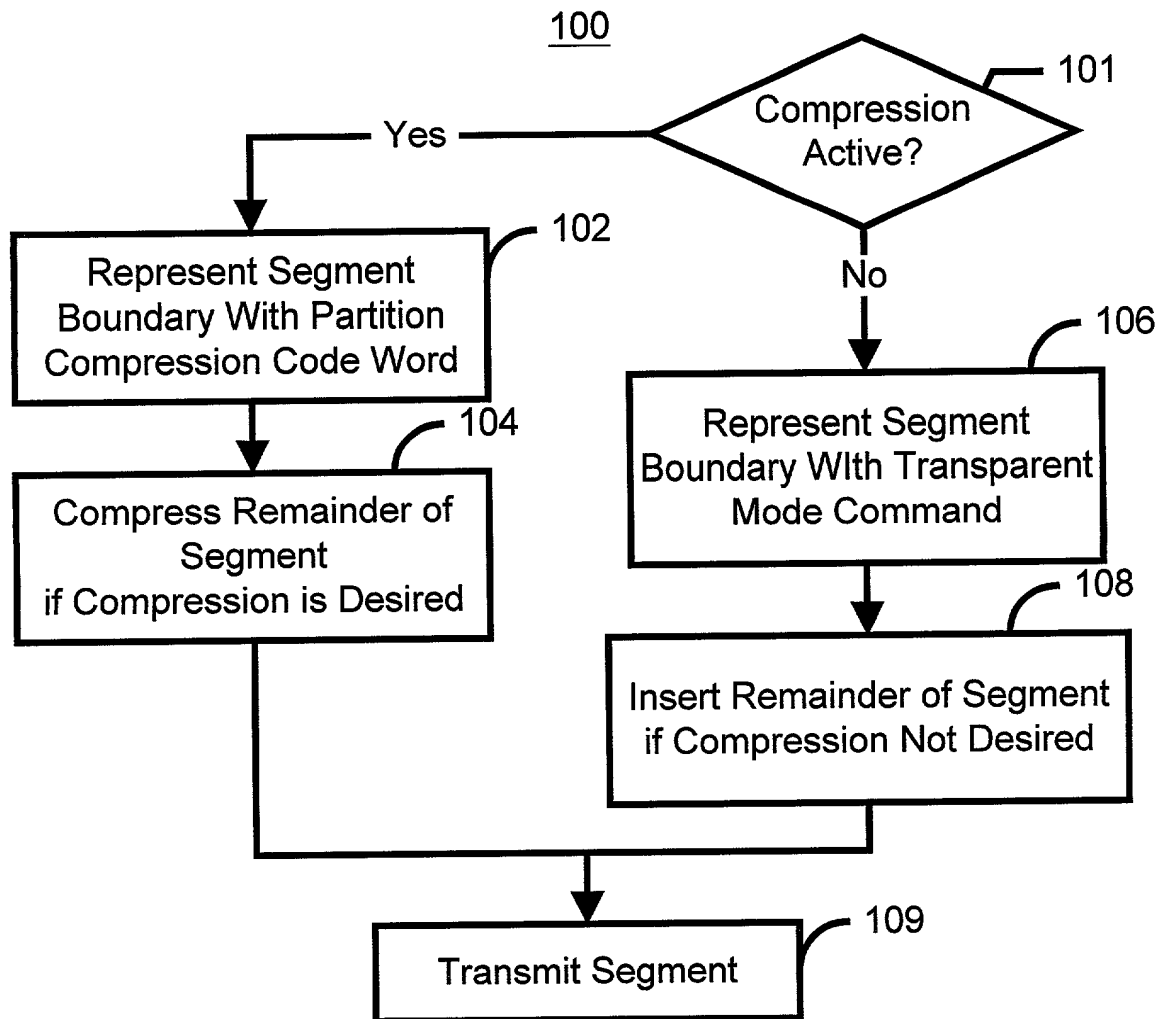 100
101
Compression
Active?
Yes
No
102
Represent Segment
Boundary With Partition
Compression Code Word
106
Represent Segment
Boundary WIth Transparent
Mode Command
104
Compress Remainder of
Segment
if Compression is Desired
108
Insert Remainder of Segment
if Compression Not Desired
109
Transmit Segment